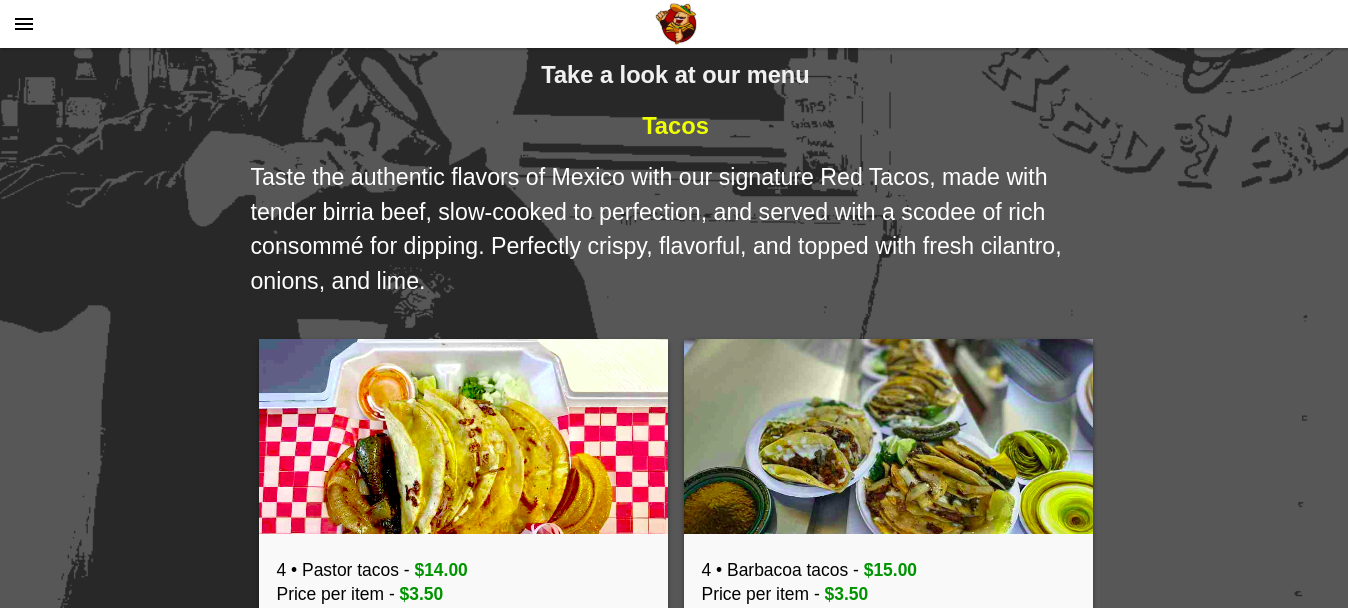 Take a look at our menu
Tips
Tacos
Taste the authentic flavors of Mexico with our signature Red Tacos, made with
tender birria beef, slow-cooked to perfection, and served with a scodee of rich
consommé for dipping. Perfectly crispy, flavorful, and topped with fresh cilantro,
onions, and lime.
4 • Pastor tacos - $14.00
Price per item - $3.50
4 • Barbacoa tacos - $15.00
Price per item - $3.50